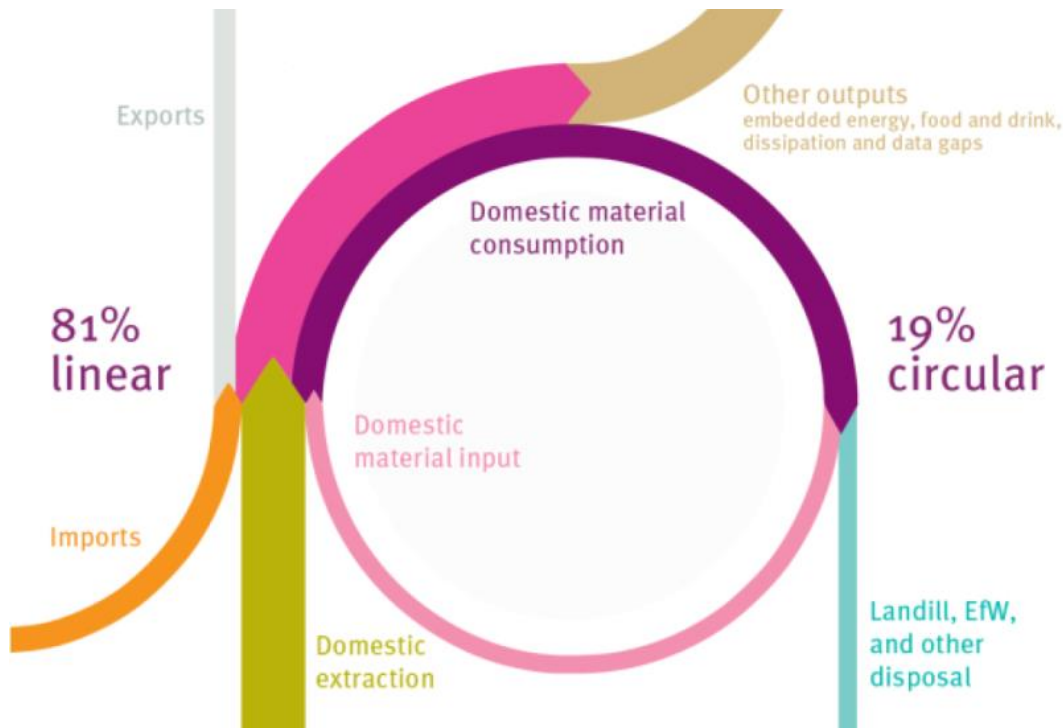 Exports
Other outputs
embedded energy, food and drink,
dissipation and data gaps
Domestic material
consumption
81%
linear
19%
circular
Domestic
material input
Imports
Landill, EfW,
and other
disposal
Domestic
extraction